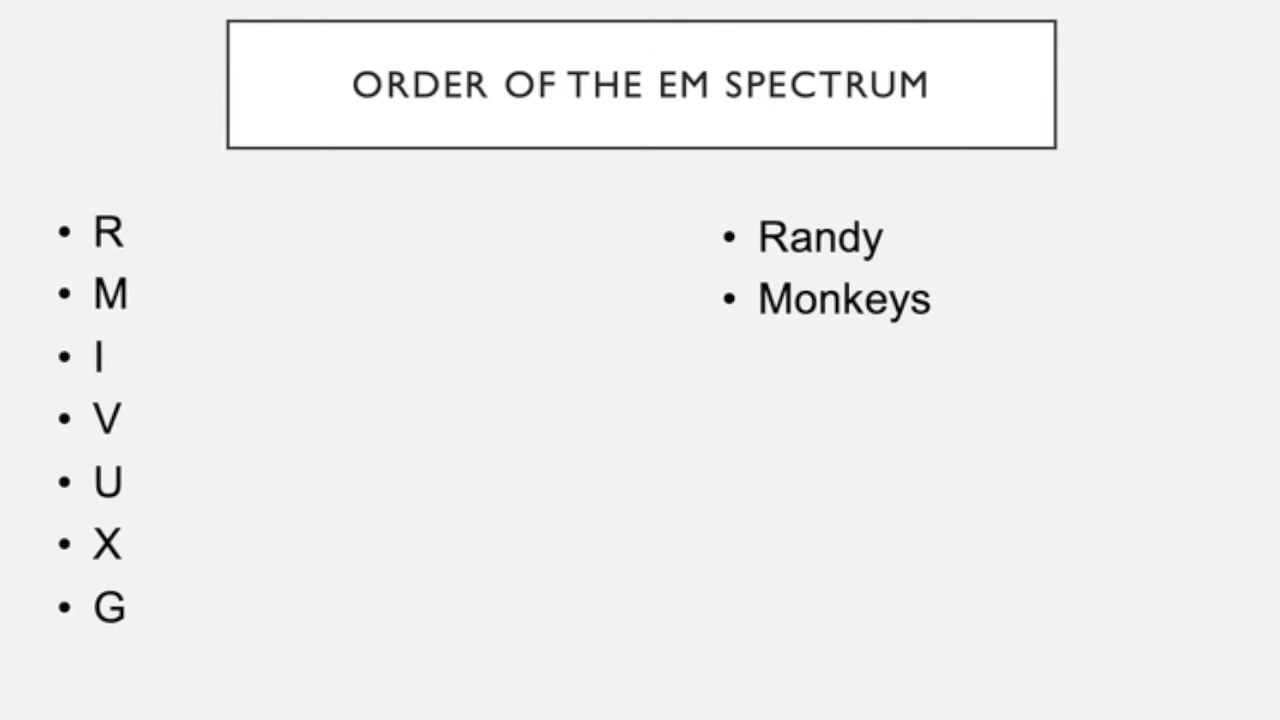 ORDER OF THE EM SPECTRUM
• R
• M
• I
• V
• U
• X
• G
• Randy
• Monkeys